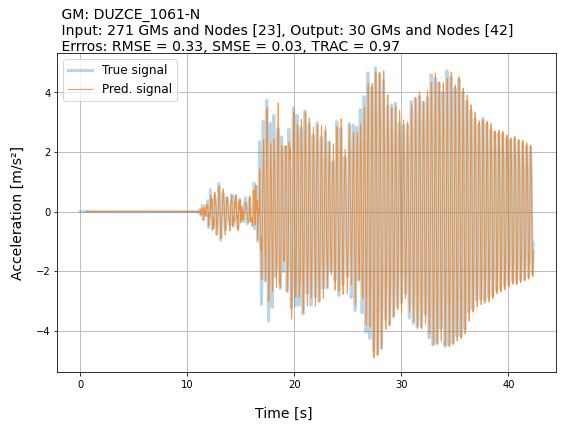 GM: DUZCE_1061-N
Input: 271 GMs and Nodes [23], Output: 30 GMs and Nodes [42]
Errros: RMSE = 0.33, SMSE = 0.03, TRAC = 0.97
True signal
Pred. signal
Acceleration [m/s²]
4
2
0
−2
−4
0 10 20 30 40
Time [s]